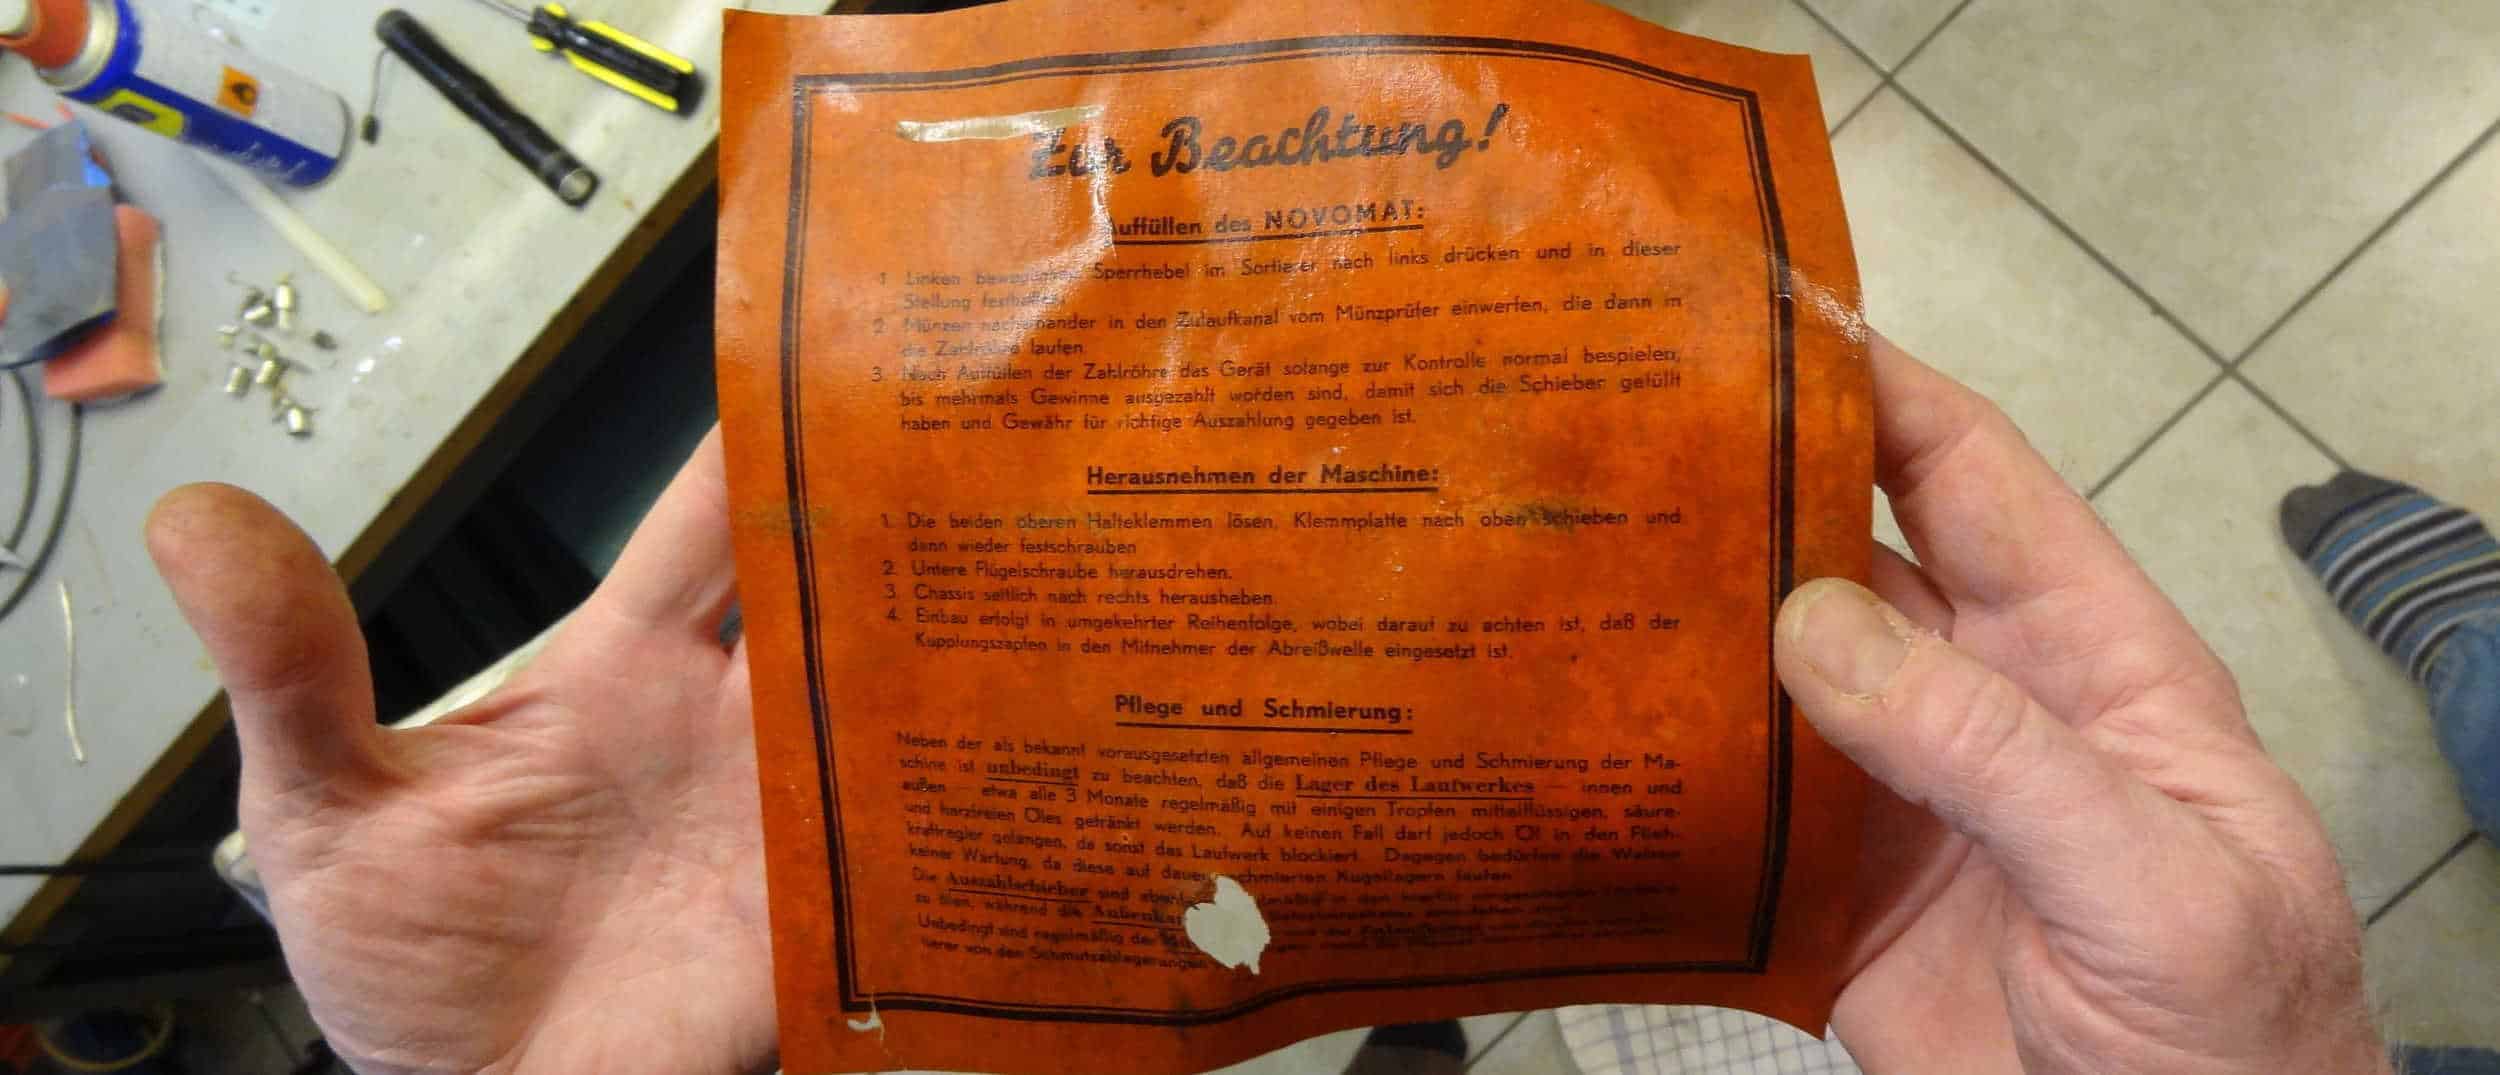 Zur Beachtung!
Auffüllen des NOVOMAT:
1 Linken Sperrhebel im Sortierer nach links drücken und in dieser
Stellung festhalten
2. Münzen nacheinander in den Zulaufkanal vom Münzprüfer einwerfen, die dann in
die Zahlröhre laufen
3. Nach Auffüllen der Zahlröhre das Gerät solange zur Kontrolle normal bespielen,
bis mehrmals Gewinne ausgezahlt worden sind, damit sich die Schieber gefüllt
haben und Gewähr für richtige Auszahlung gegeben ist.
Herausnehmen der Maschine:
1. Die beiden oberen Halteklemmen lösen, Klemmplatte nach oben schieben und
dann wieder festschrauben
2. Untere Flügelschraube herausdrehen.
3. Chassis seitlich nach rechts herausheben.
4. Einbau erfolgt in umgekehrter Reihenfolge, wobei darauf zu achten ist, daß der
Kupplungszapfen in den Mitnehmer der Abreißwelle eingesetzt ist.
Pflege und Schmierung:
Neben der als bekannt vorausgesetzten allgemeinen Pflege und Schmierung der Ma-
schine ist unbedingt zu beachten, daß die Lager des Laufwerkes — innen und
außen — etwa alle 3 Monate regelmäßig mit einigen Tropfen mittelflüssigen, säure-
und harzfreien Öles getränkt werden. Auf keinen Fall darf jedoch Öl in den Flieh-
kraftregler gelangen, da sonst das Laufwerk blockiert. Dagegen bedürfen die Walzen
keiner Wartung, da diese auf dauergeschmierten Kugellagern laufen
Die Auszahlschieber sind in den
zu ölen, während die
Unbedingt sind regelmäßig der
tierer von den Schmutzablagerungen